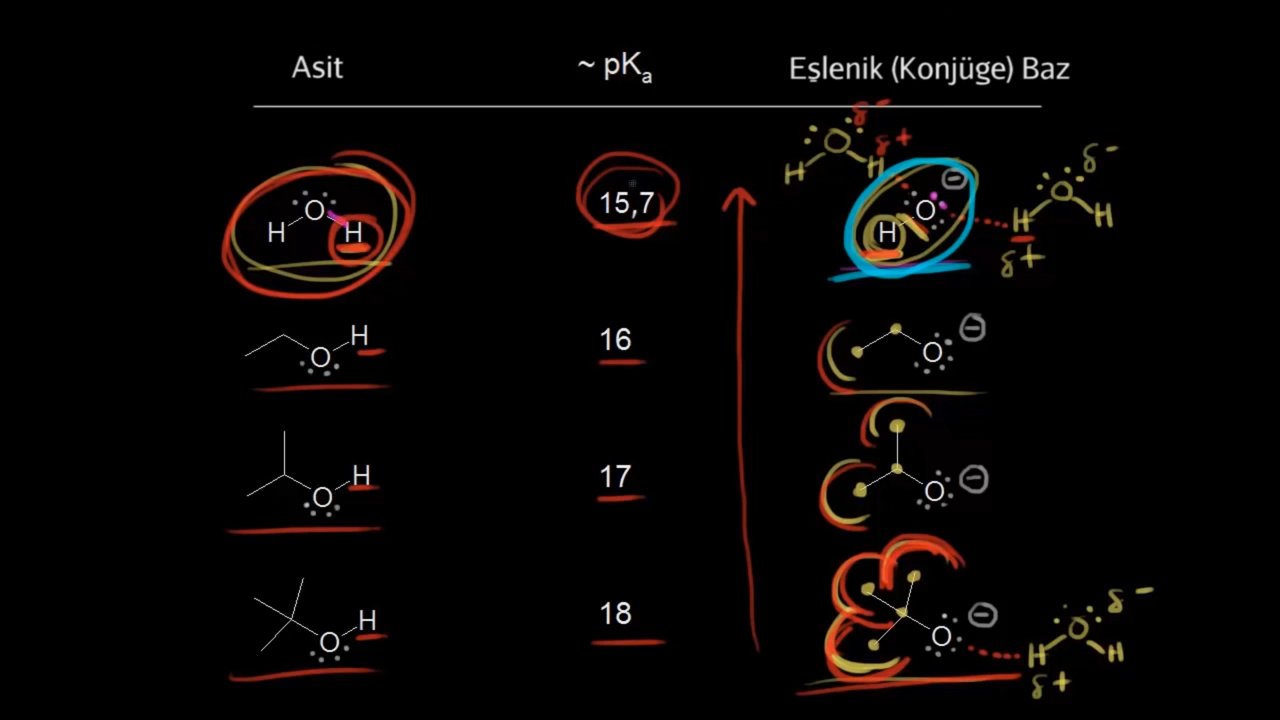 Asit ~ pKa Eşlenik (Konjüge) Baz
δ-
O δ+ δ-
H H O
O 15,7 O ⊖ H H
H H H δ+
H 16 ⊖
O O
H 17 ⊖
O O
H 18 ⊖ δ-
O O O
H H
δ+